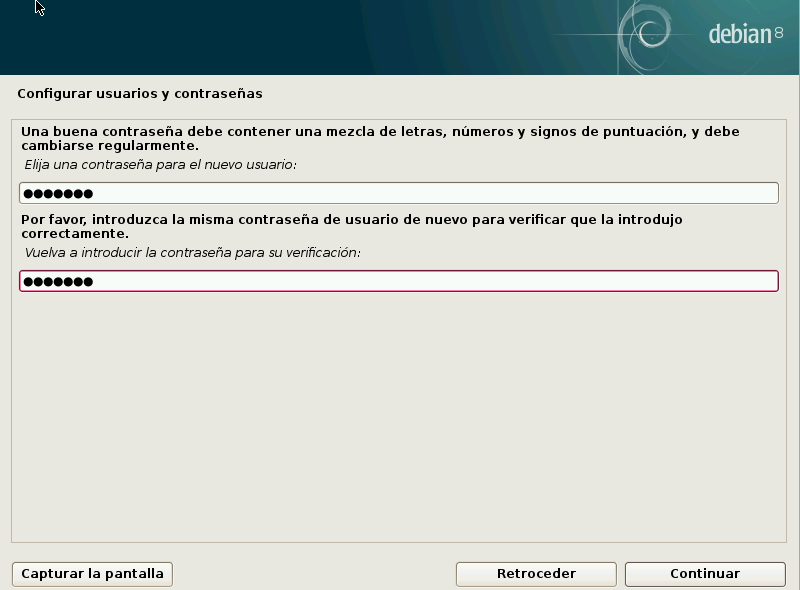 debian 8
Configurar usuarios y contraseñas
Una buena contraseña debe contener una mezcla de letras, números y signos de puntuación, y debe
cambiarse regularmente.
Elija una contraseña para el nuevo usuario:
●●●●●●●
Por favor, introduzca la misma contraseña de usuario de nuevo para verificar que la introdujo
correctamente.
Vuelva a introducir la contraseña para su verificación:
●●●●●●●
Capturar la pantalla
Retroceder
Continuar